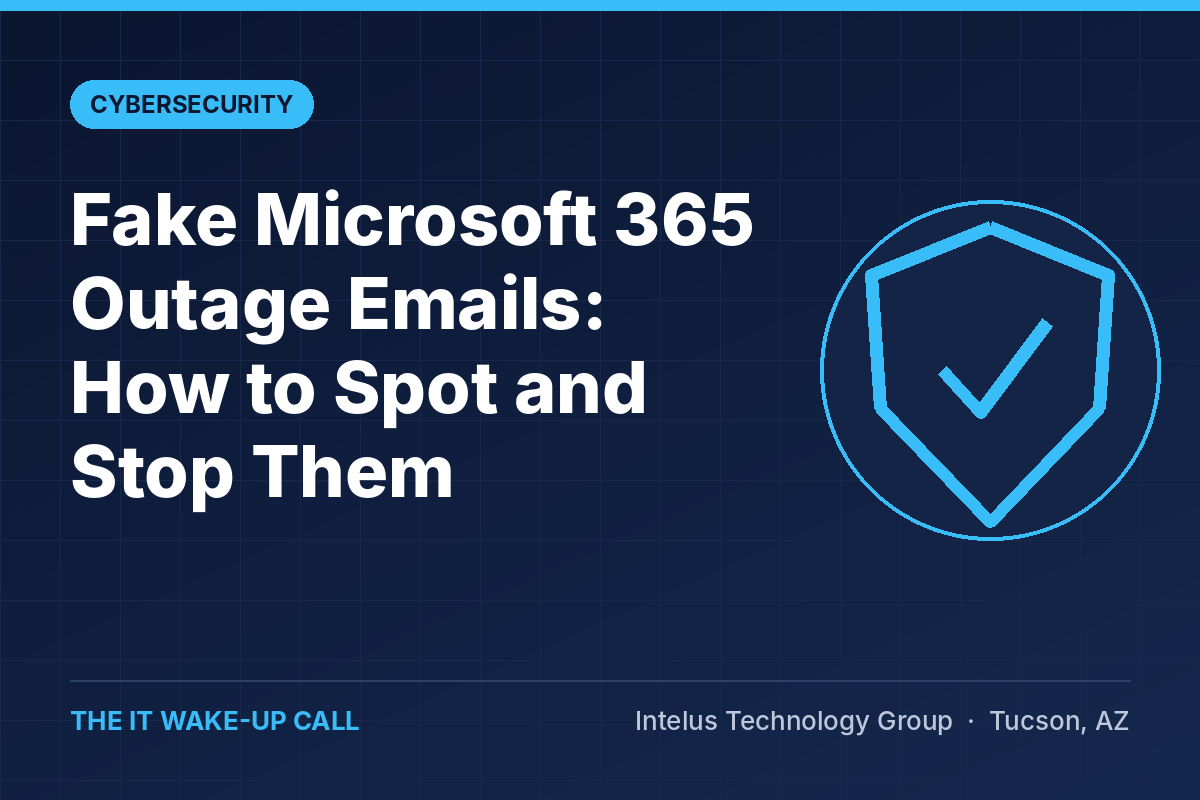 CYBERSECURITY
Fake Microsoft 365
Outage Emails:
How to Spot and
Stop Them
THE IT WAKE-UP CALL
Intelus Technology Group · Tucson, AZ